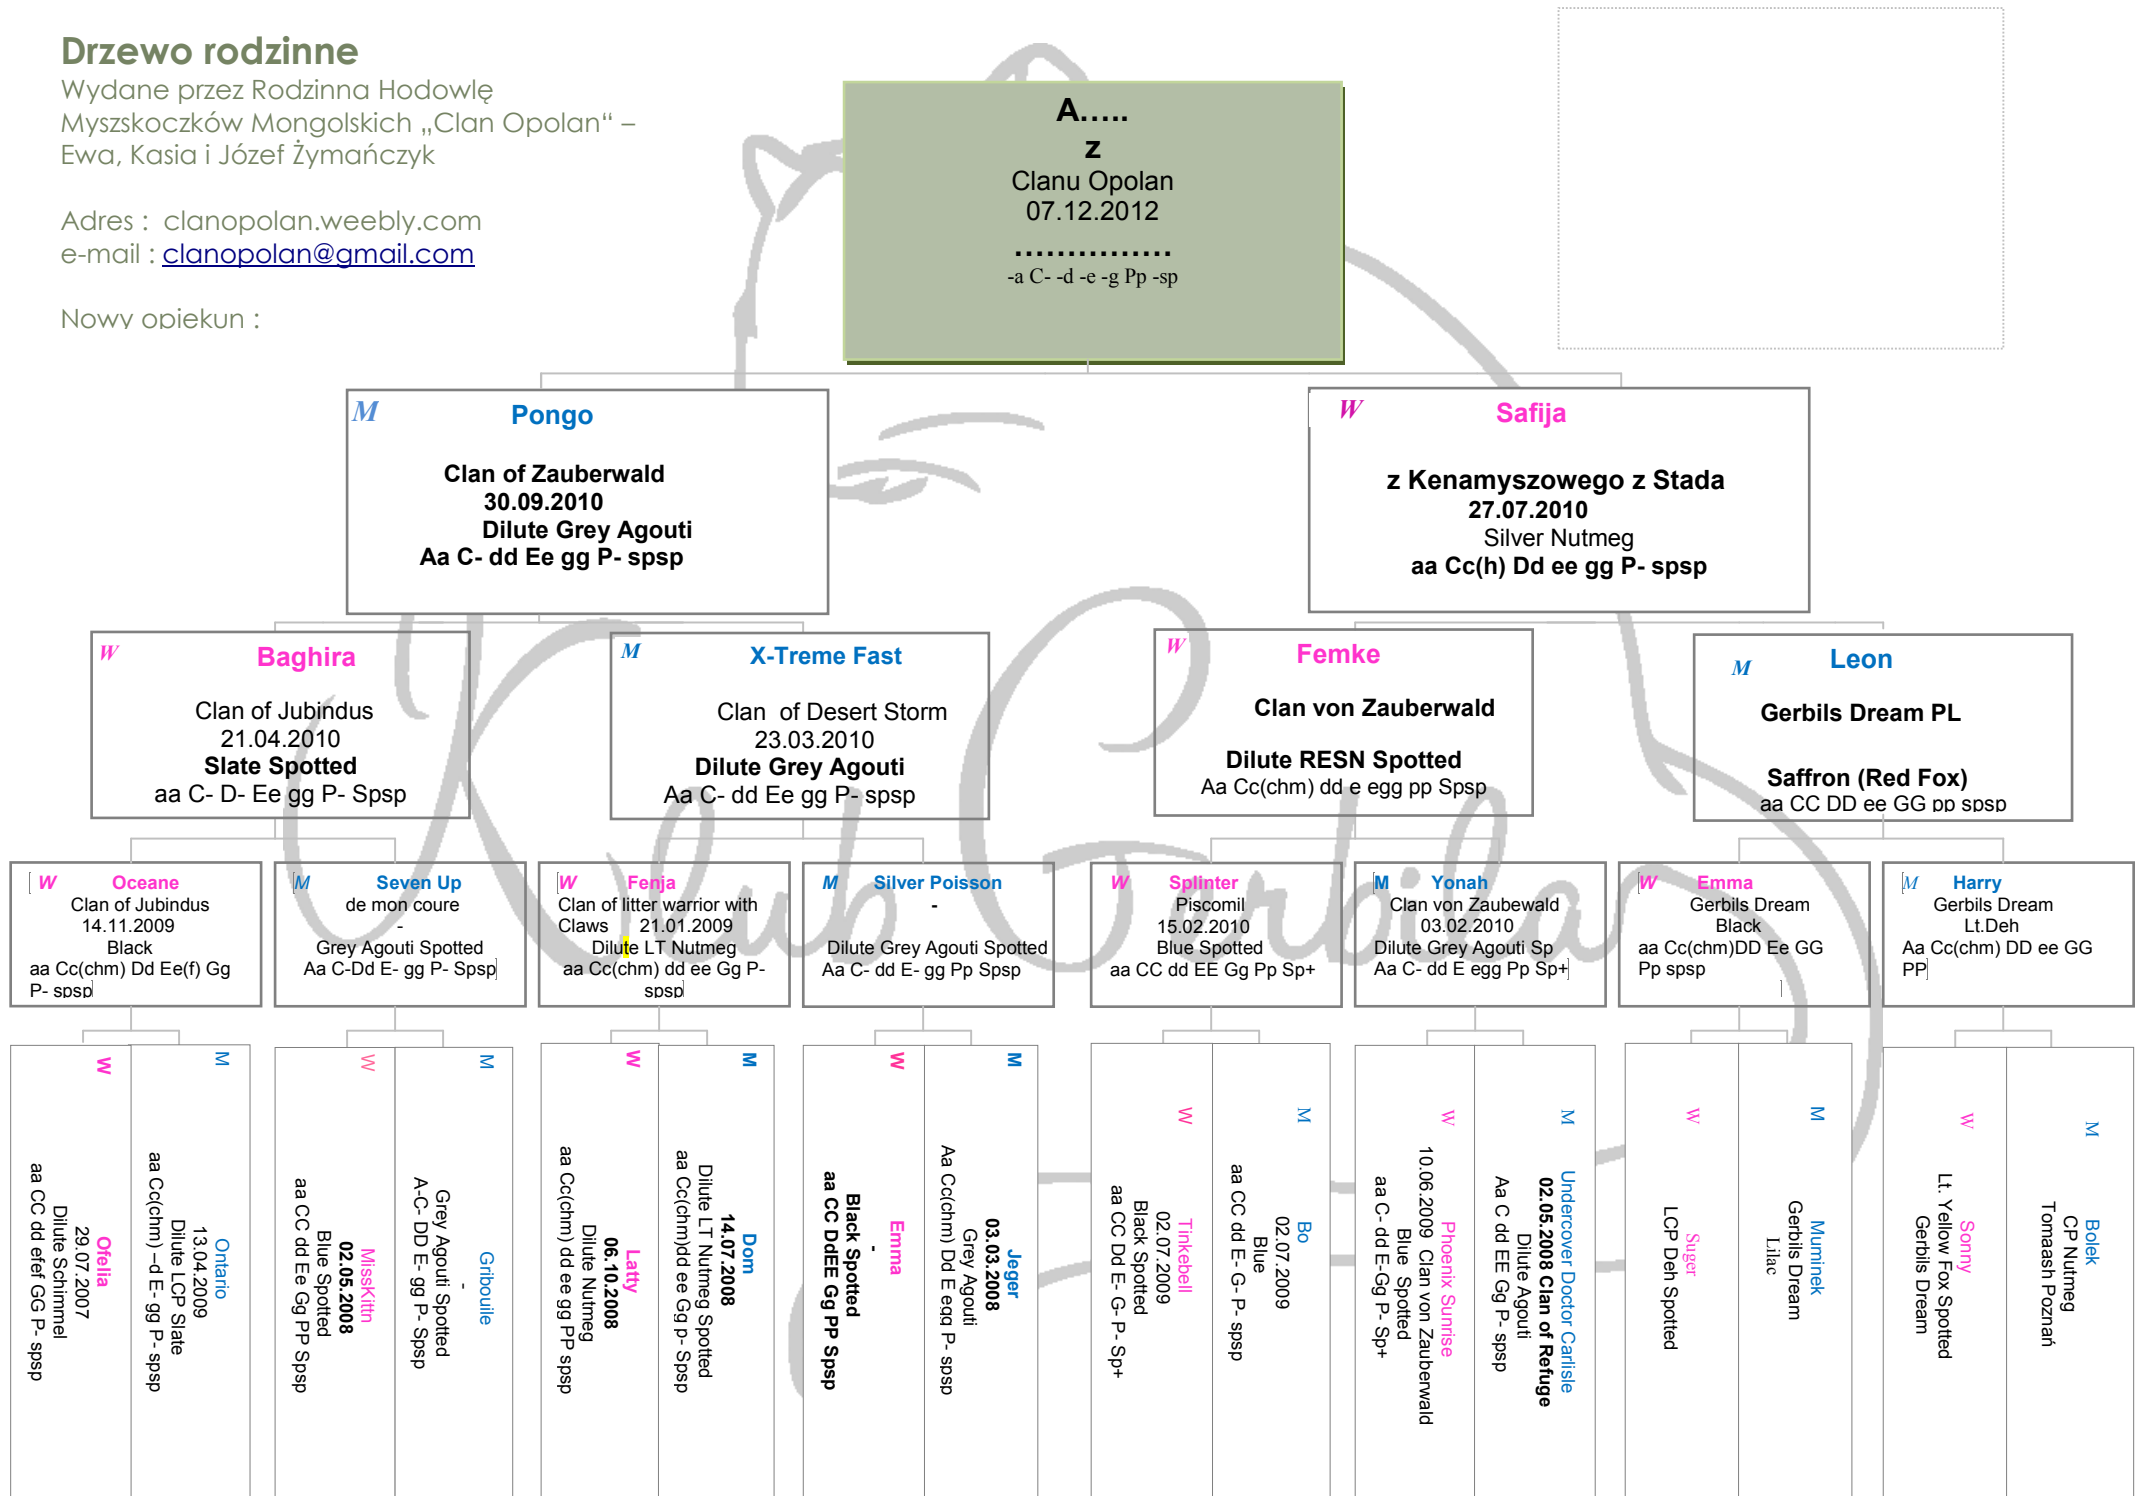 Drzewo rodzinne
Wydane przez Rodzinna Hodowlę
Myszskoczków Mongolskich „Clan Opolan“ –
Ewa, Kasia i Józef Żymańczyk
Adres : clanopolan.weebly.com
e-mail : clanopolan@gmail.com
Nowy opiekun :
A.....
z
Clanu Opolan
07.12.2012
...............
-a C- -d -e -g Pp -sp
M Pongo
Clan of Zauberwald
30.09.2010
Dilute Grey Agouti
Aa C- dd Ee gg P- spsp
W Safija
z Kenamyszowego z Stada
27.07.2010
Silver Nutmeg
aa Cc(h) Dd ee gg P- spsp
W Baghira
Clan of Jubindus
21.04.2010
Slate Spotted
aa C- D- Ee gg P- Spsp
M X-Treme Fast
Clan of Desert Storm
23.03.2010
Dilute Grey Agouti
Aa C- dd Ee gg P- spsp
W Femke
Clan von Zauberwald
Dilute RESN Spotted
Aa Cc(chm) dd e egg pp Spsp
M Leon
Gerbils Dream PL
Saffron (Red Fox)
aa CC DD ee GG pp spsp
W Oceane
Clan of Jubindus
14.11.2009
Black
aa Cc(chm) Dd Ee(f) Gg
P- spsp
M Seven Up
de mon coure
-
Grey Agouti Spotted
Aa C-Dd E- gg P- Spsp
W Fenja
Clan of litter warrior with
Claws 21.01.2009
Dilute LT Nutmeg
aa Cc(chm) dd ee Gg P-
spsp
M Silver Poisson
-
Dilute Grey Agouti Spotted
Aa C- dd E- gg Pp Spsp
W Splinter
Piscomil
15.02.2010
Blue Spotted
aa CC dd EE Gg Pp Sp+
M Yonah
Clan von Zaubewald
03.02.2010
Dilute Grey Agouti Sp
Aa C- dd E egg Pp Sp+
W Emma
Gerbils Dream
Black
aa Cc(chm)DD Ee GG
Pp spsp
M Harry
Gerbils Dream
Lt.Deh
Aa Cc(chm) DD ee GG
PP
W
Ofelia
29.07.2007
Dilute Schimmel
aa CC dd efef GG P- spsp
M
Ontario
13.04.2009
Dilute LCP Slate
aa Cc(chm) –d E- gg P- spsp
W
MissKittn
02.05.2008
Blue Spotted
aa CC dd Ee Gg PP Spsp
M
Gribouile
-
Grey Agouti Spotted
A-C- DD E- gg P- Spsp
W
Latty
06.10.2008
Dilute Nutmeg
aa Cc(chm) dd ee gg PP spsp
M
Dom
14.07.2008
Dilute LT Nutmeg Spotted
aa Cc(chm)dd ee Gg p- Spsp
W
Emma
-
Black Spotted
aa CC DdEE Gg PP Spsp
M
Jeger
03.03.2008
Grey Agouti
Aa Cc(chm) Dd E egg P- spsp
W
Tinkebell
02.07.2009
Black Spotted
aa CC Dd E- G- P- Sp+
M
Bo
02.07.2009
Blue
aa CC dd E- G- P- spsp
W
Phoenix Sunrise
10.06.2009 Clan von Zauberwald
Blue Spotted
aa C- dd E-Gg P- Sp+
M
Undercover Doctor Carlisle
02.05.2008 Clan of Refuge
Dilute Agouti
Aa C dd EE Gg P- spsp
W
Suger
LCP Deh Spotted
M
Muminek
Gerbils Dream
Lilac
W
Sonny
Lt. Yellow Fox Spotted
Gerbils Dream
M
Bolek
CP Nutmeg
Tomaash Poznań
Klub Gerbila